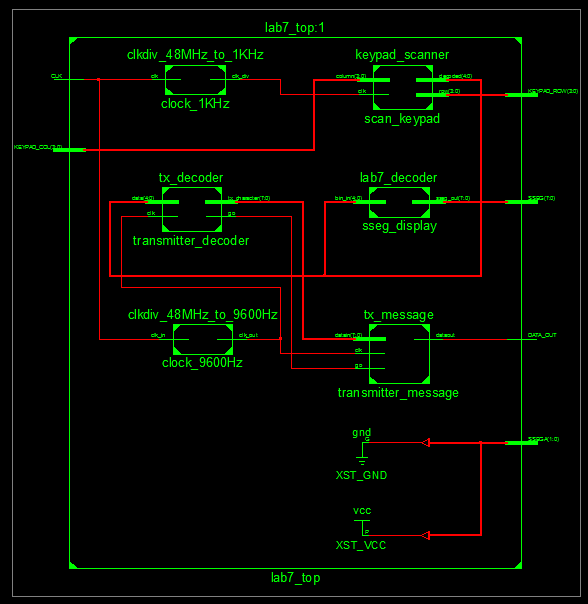 lab7_top:1
clkdiv_48MHz_to_1KHz
keypad_scanner
CLK
clk
clk_div
column(3:0)
decoded(4:0)
clk
row(3:0)
KEYPAD_ROW(3:0)
clock_1KHz
scan_keypad
KEYPAD_COL(3:0)
tx_decoder
lab7_decoder
data(4:0)
tx_character(7:0)
bin_in(4:0)
sseg_out(7:0)
SSEG(7:0)
clk
go
transmitter_decoder
sseg_display
clkdiv_48MHz_to_9600Hz
tx_message
clk_in
clk_out
datain(7:0)
dataout
DATA_OUT
clk
go
clock_9600Hz
transmitter_message
gnd
G
SSEGA(1:0)
XST_GND
vcc
P
XST_VCC
lab7_top